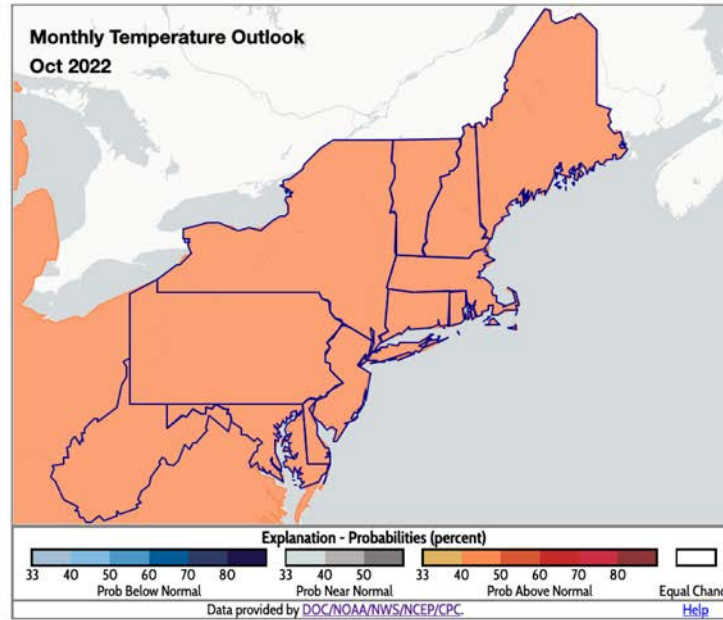 Monthly Temperature Outlook
Oct 2022
Explanation - Probabilities (percent)
33 40 50 60 70 80 33 40 50 33 40 50 60 70 80
Prob Below Normal Prob Near Normal Prob Above Normal Equal Chanc
Data provided by DOC/NOAA/NWS/NCEP/CPC. Help